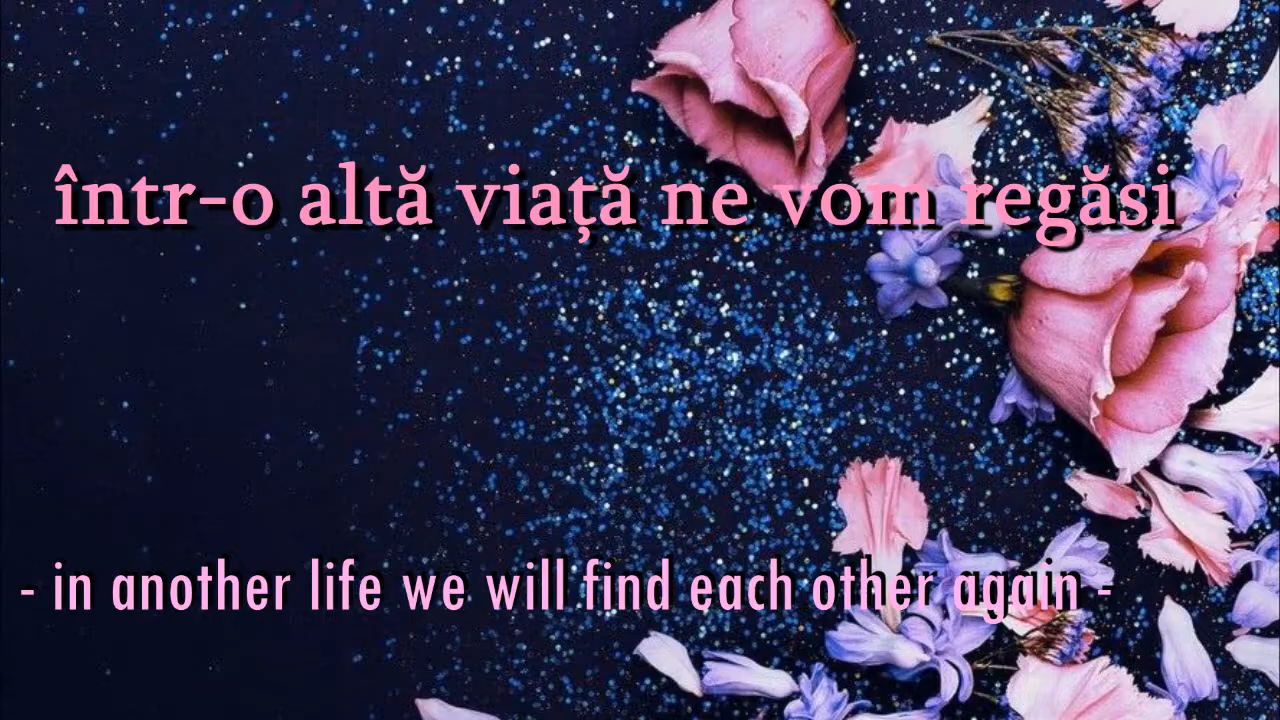 într-o altă viață ne vom regăsi
- in another life we will find each other again -